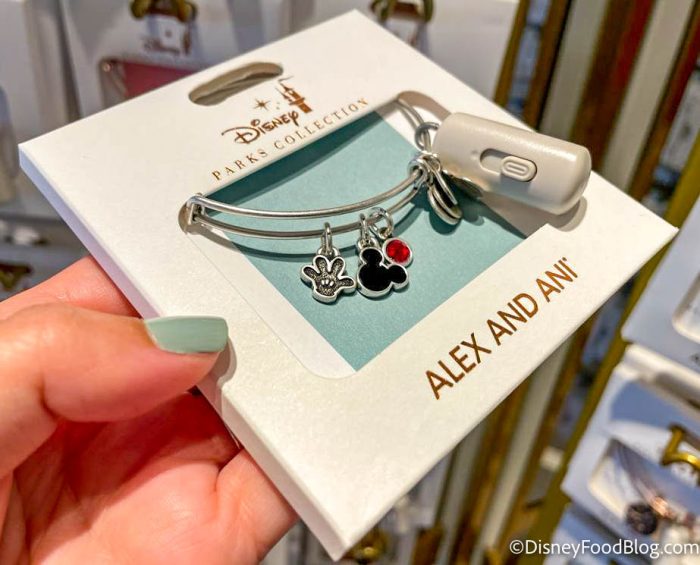 Disney
PARKS COLLECTION
ALEX AND ANI®
©DisneyFoodBlog.com